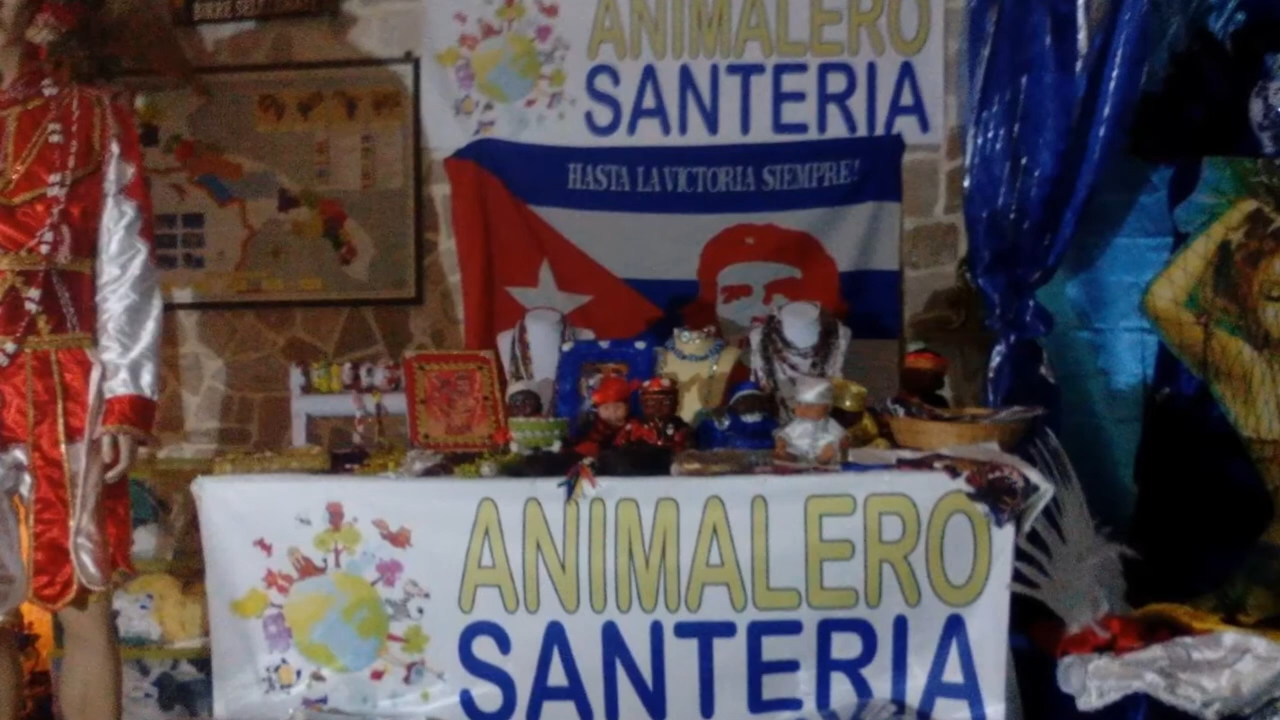 ANIMALERO
SANTERIA
HASTA LA VICTORIA SIEMPRE!
ANIMALERO
SANTERIA